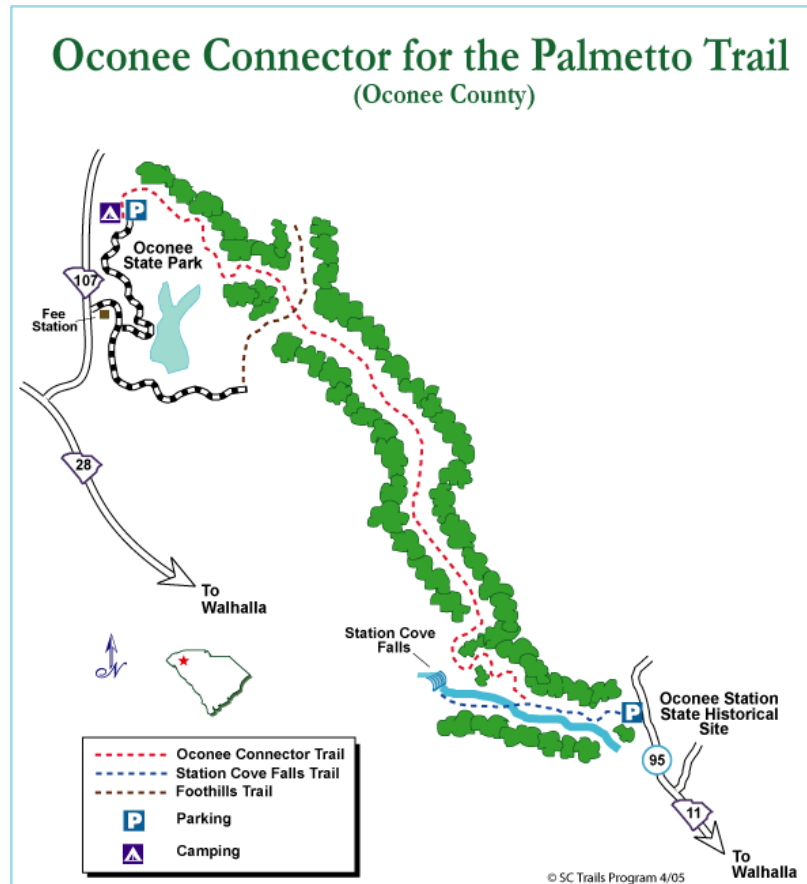 Oconee Connector for the Palmetto Trail
(Oconee County)
P
Oconee
State Park
107
Fee
Station
28
To
Walhalla
N
Station Cove
Falls
P
Oconee Station
State Historical
Site
95
11
To
Walhalla
Oconee Connector Trail
Station Cove Falls Trail
Foothills Trail
P
Parking
Camping
© SC Trails Program 4/05